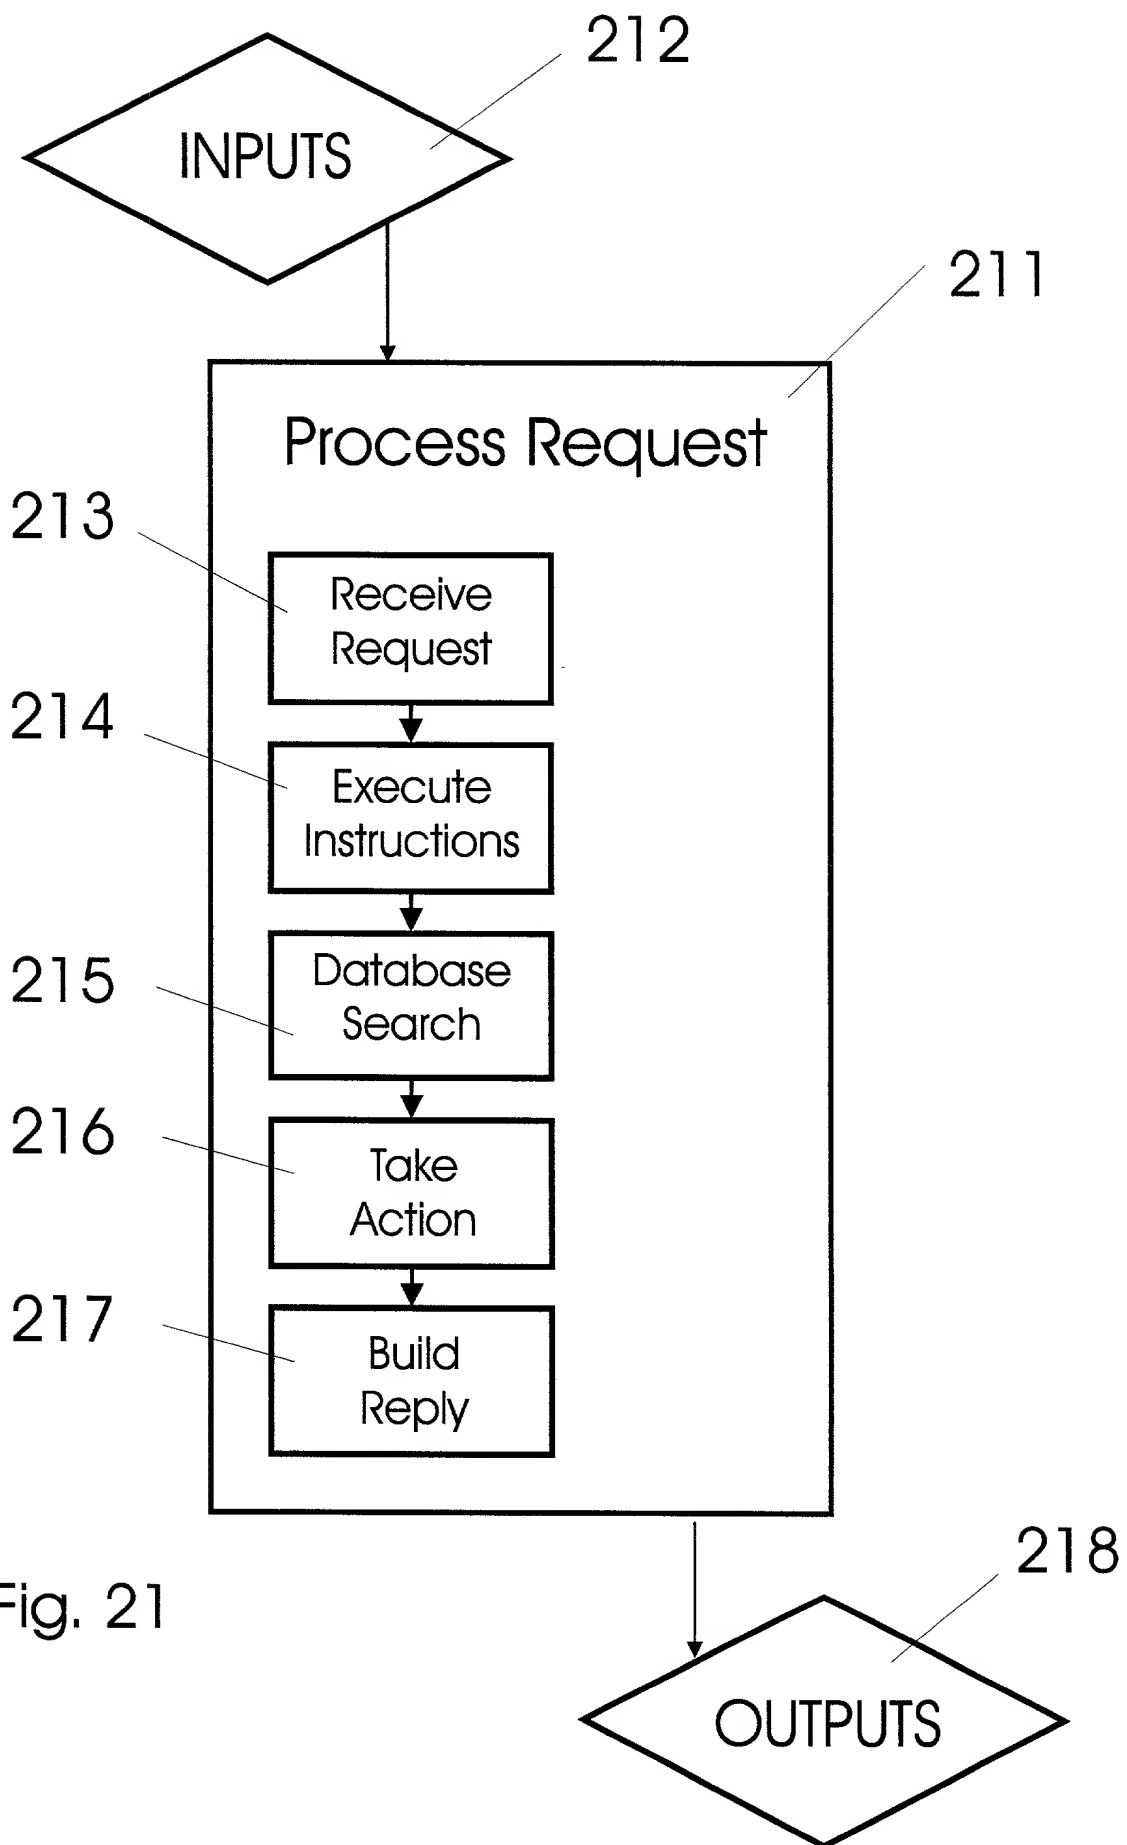 212
INPUTS
211
Process Request
213
Receive
Request
214
Execute
Instructions
215
Database
Search
216
Take
Action
217
Build
Reply
218
Fig. 21
OUTPUTS